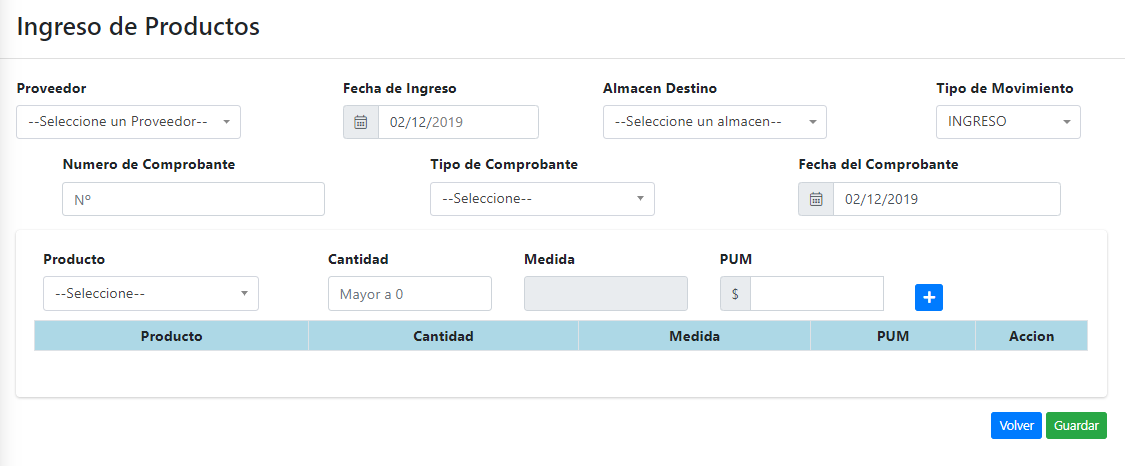 Ingreso de Productos
Proveedor Fecha de Ingreso Almacen Destino Tipo de Movimiento
--Seleccione un Proveedor-- 02/12/2019 --Seleccione un almacen-- INGRESO
Numero de Comprobante Tipo de Comprobante Fecha del Comprobante
Nº --Seleccione-- 02/12/2019
Producto Cantidad Medida PUM
--Seleccione-- Mayor a 0 $ +
Producto Cantidad Medida PUM Accion
Volver Guardar